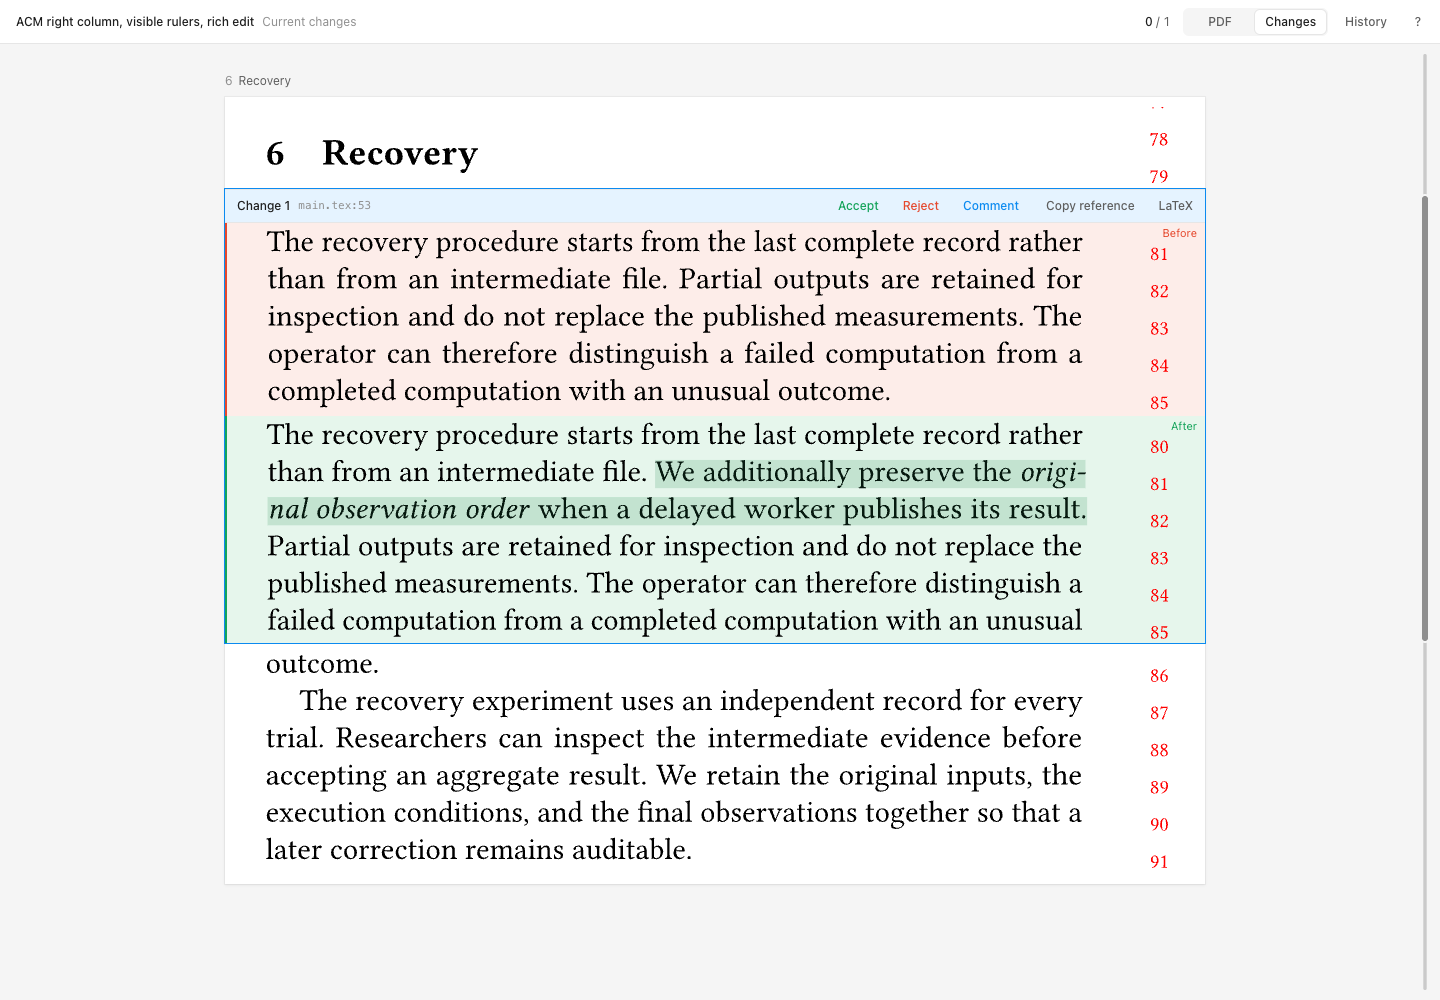 ACM right column, visible rulers, rich edit Current changes 0 / 1 PDF Changes History ?
6 Recovery
6 Recovery
78
79
Change 1 main.tex:53 Accept Reject Comment Copy reference LaTeX
Before
The recovery procedure starts from the last complete record rather 81
than from an intermediate file. Partial outputs are retained for 82
inspection and do not replace the published measurements. The 83
operator can therefore distinguish a failed computation from a 84
completed computation with an unusual outcome. 85
After
The recovery procedure starts from the last complete record rather 80
than from an intermediate file. We additionally preserve the origi- 81
nal observation order when a delayed worker publishes its result. 82
Partial outputs are retained for inspection and do not replace the 83
published measurements. The operator can therefore distinguish a 84
failed computation from a completed computation with an unusual 85
outcome. 86
The recovery experiment uses an independent record for every 87
trial. Researchers can inspect the intermediate evidence before 88
accepting an aggregate result. We retain the original inputs, the 89
execution conditions, and the final observations together so that a 90
later correction remains auditable. 91